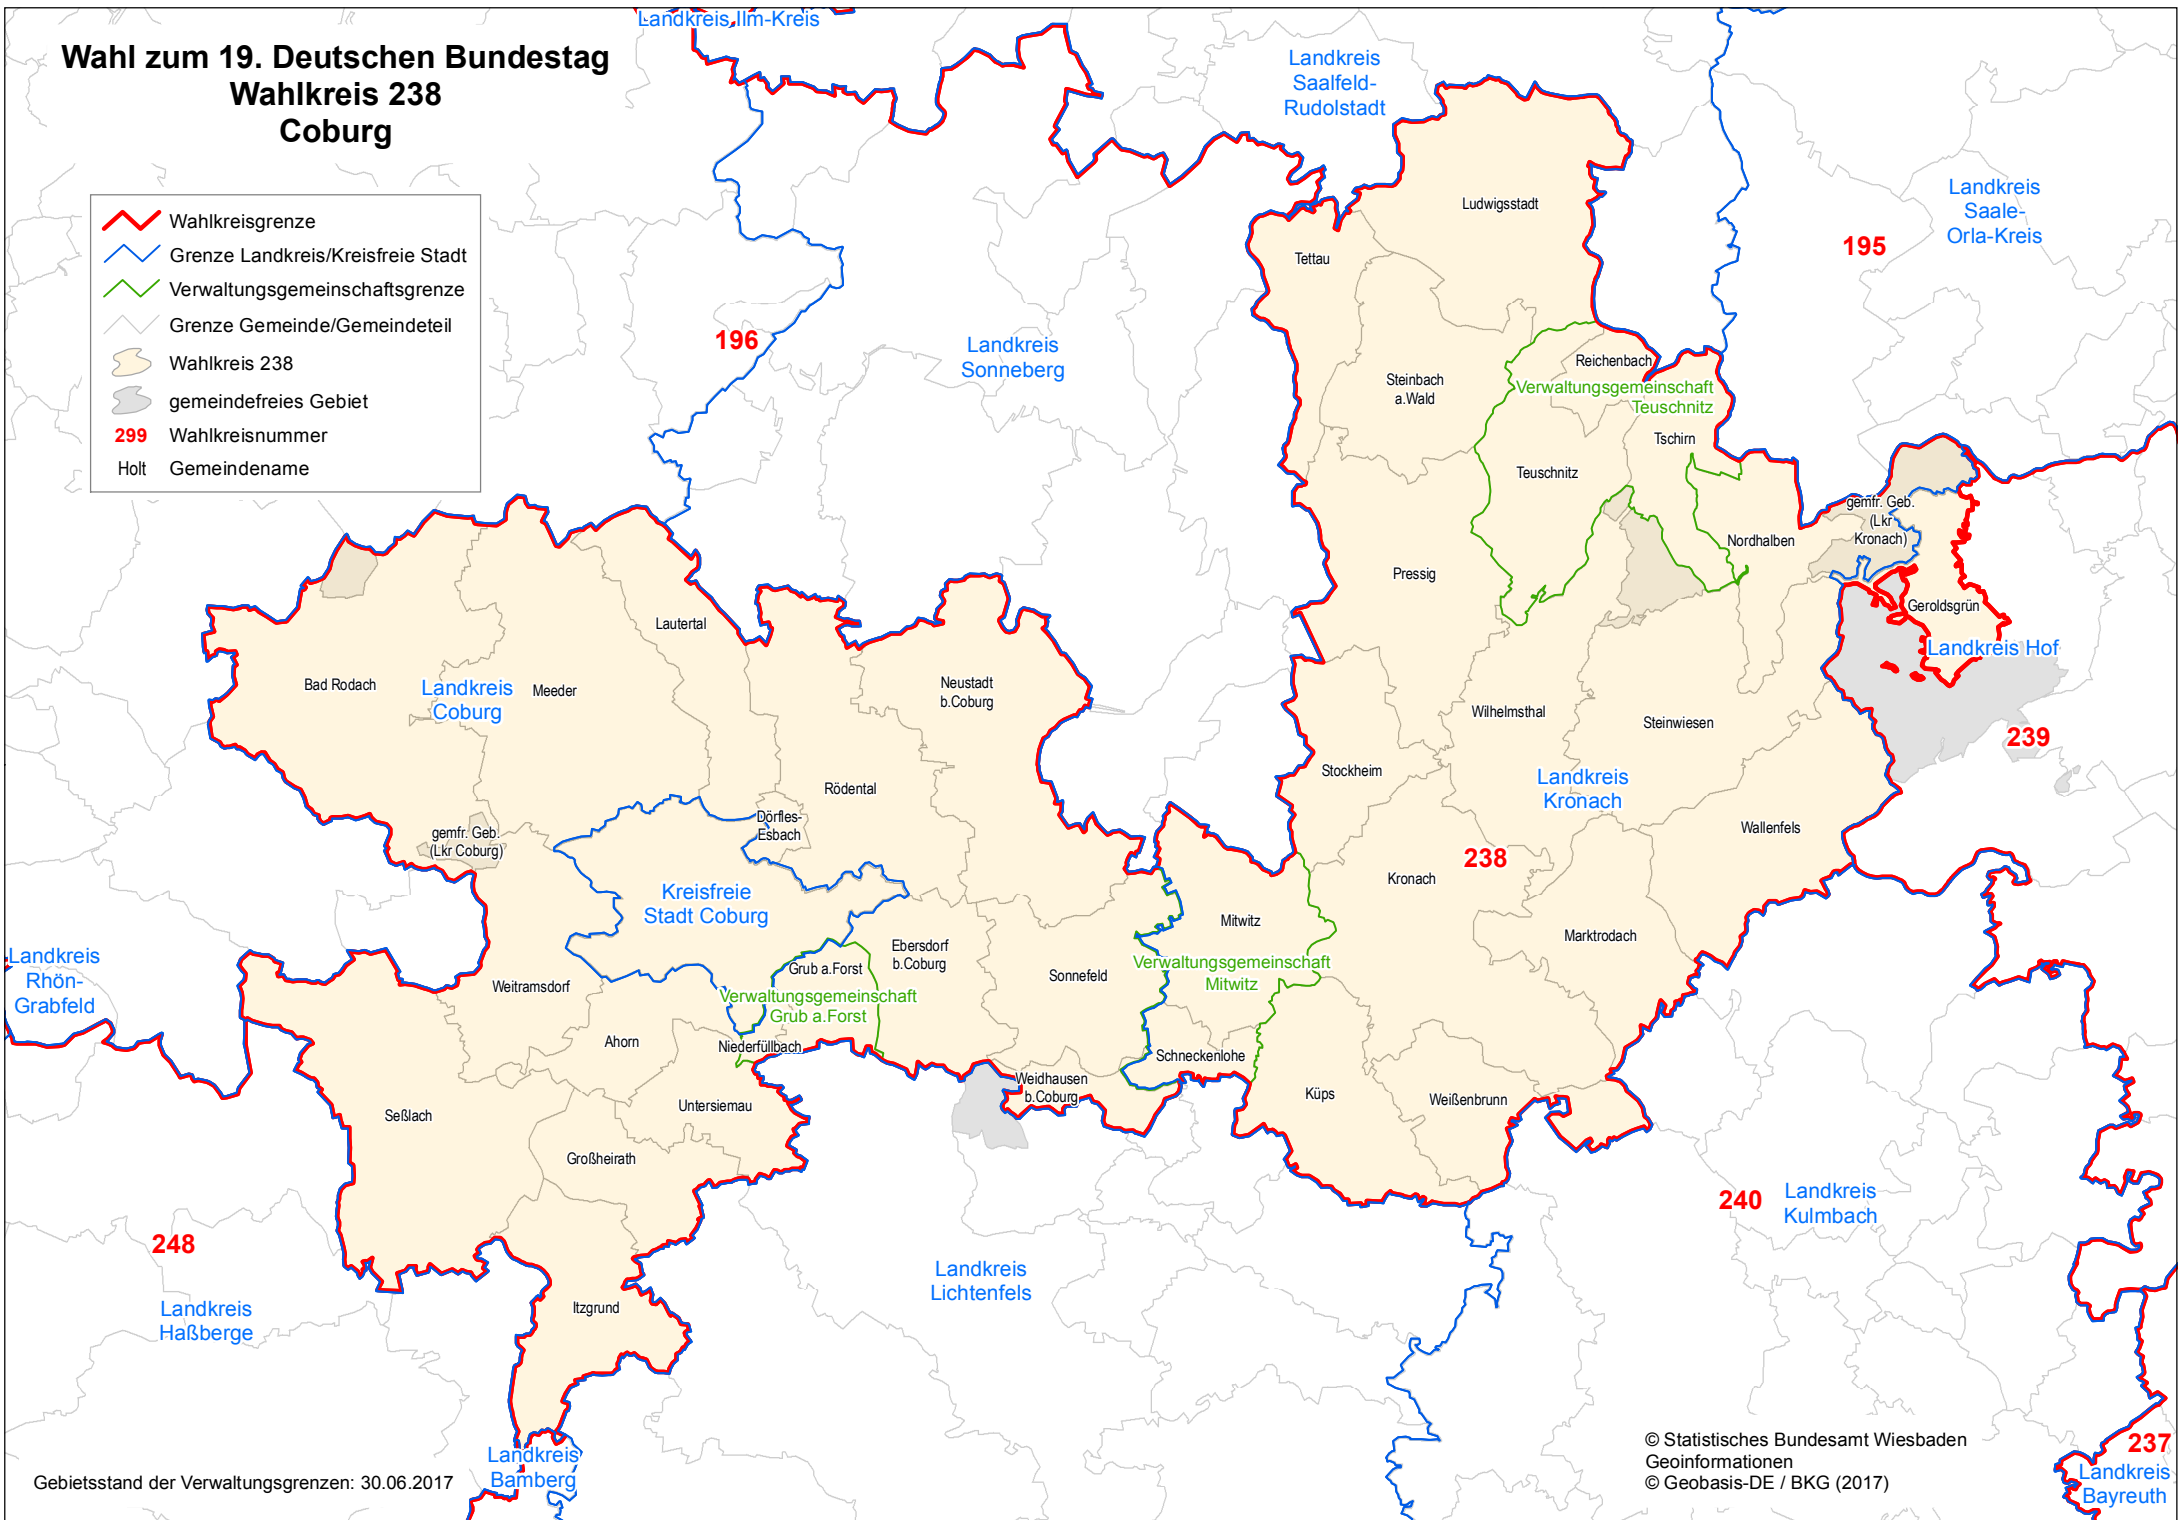 Wahl zum 19. Deutschen Bundestag
Wahlkreis 238
Coburg
Wahlkreisgrenze
Grenze Landkreis/Kreisfreie Stadt
Verwaltungsgemeinschaftsgrenze
Grenze Gemeinde/Gemeindeteil
Wahlkreis 238
gemeindefreies Gebiet
299 Wahlkreisnummer
Holt Gemeindename
Landkreis Ilm-Kreis
Landkreis
Saalfeld-
Rudolstadt
Landkreis
Saale-
Orla-Kreis
195
196
Landkreis
Sonneberg
Ludwigsstadt
Tettau
Steinbach
a.Wald
Reichenbach
Verwaltungsgemeinschaft
Teuschnitz
Tschirn
Teuschnitz
Nordhalben
gemfr. Geb.
(Lkr
Kronach)
Pressig
Geroldsgrün
Landkreis Hof
239
Lautertal
Bad Rodach
Landkreis
Coburg
Meeder
Neustadt
b.Coburg
Rödental
Dörfles-
Esbach
gemfr. Geb.
(Lkr Coburg)
Wilhelmsthal
Steinwiesen
Stockheim
Landkreis
Kronach
Wallenfels
238
Kronach
Marktrodach
Kreisfreie
Stadt Coburg
Mitwitz
Verwaltungsgemeinschaft
Mitwitz
Ebersdorf
b.Coburg
Sonnefeld
Grub a.Forst
Verwaltungsgemeinschaft
Grub a.Forst
Weitramsdorf
Ahorn
Niederfüllbach
Schneckenlohe
Weidhausen
b.Coburg
Küps
Weißenbrunn
Landkreis
Rhön-
Grabfeld
Seßlach
Untersiemau
Großheirath
Itzgrund
248
Landkreis
Haßberge
Landkreis
Lichtenfels
240
Landkreis
Kulmbach
Landkreis
Bamberg
237
Landkreis
Bayreuth
Gebietsstand der Verwaltungsgrenzen: 30.06.2017
© Statistisches Bundesamt Wiesbaden
Geoinformationen
© Geobasis-DE / BKG (2017)